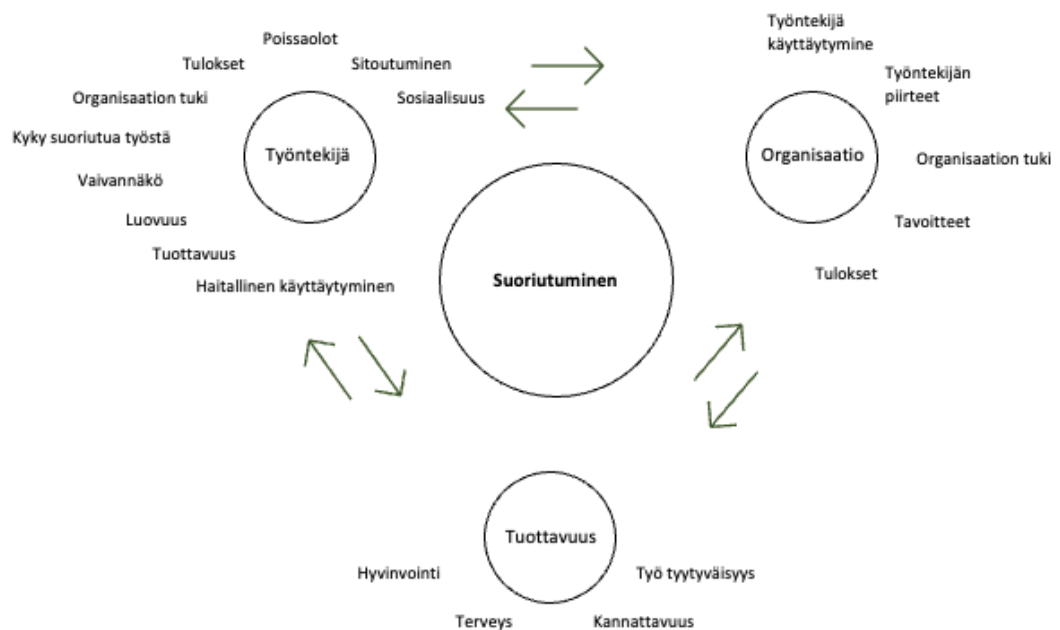 Poissaolot
Tulokset
Sitoutuminen
Organisaation tuki
Sosiaalisuus
Kyky suoriutua työstä
Työntekijä
Vaivannäkö
Luovuus
Tuottavuus
Haitallinen käyttäytyminen
Suoriutuminen
Työntekijä
käyttäytymine
Työntekijän
piirteet
Organisaatio
Organisaation tuki
Tavoitteet
Tulokset
Tuottavuus
Hyvinvointi
Työ tyytyväisyys
Terveys
Kannattavuus